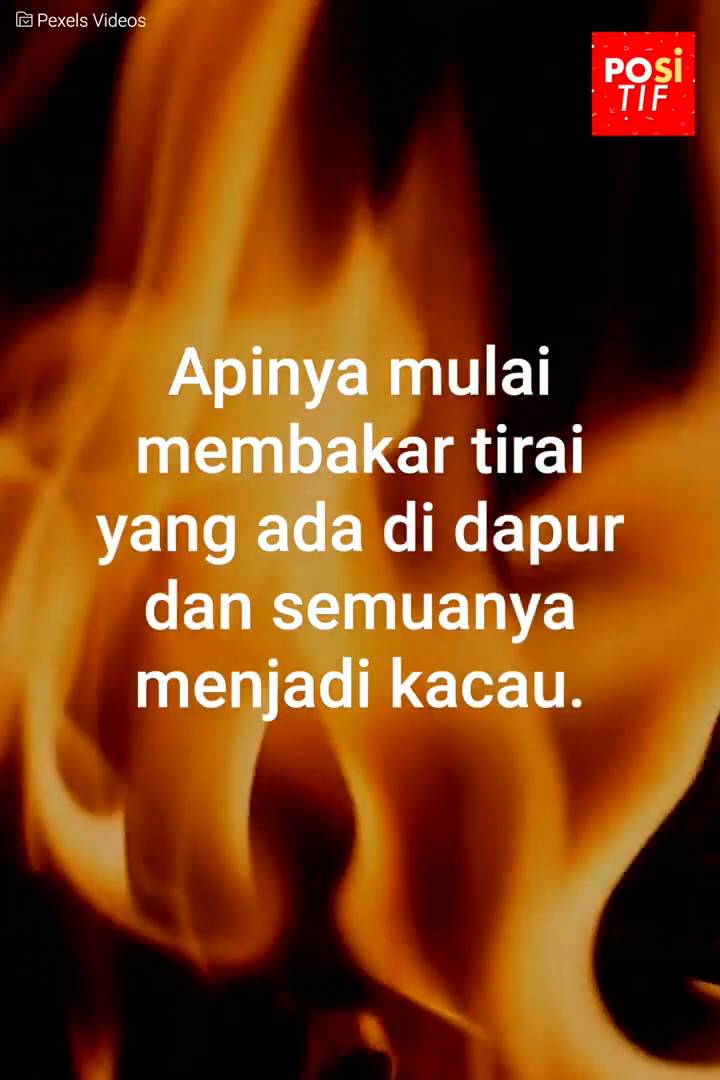 Pexels Videos
POSi
TIF
Apinya mulai
membakar tirai
yang ada di dapur
dan semuanya
menjadi kacau.